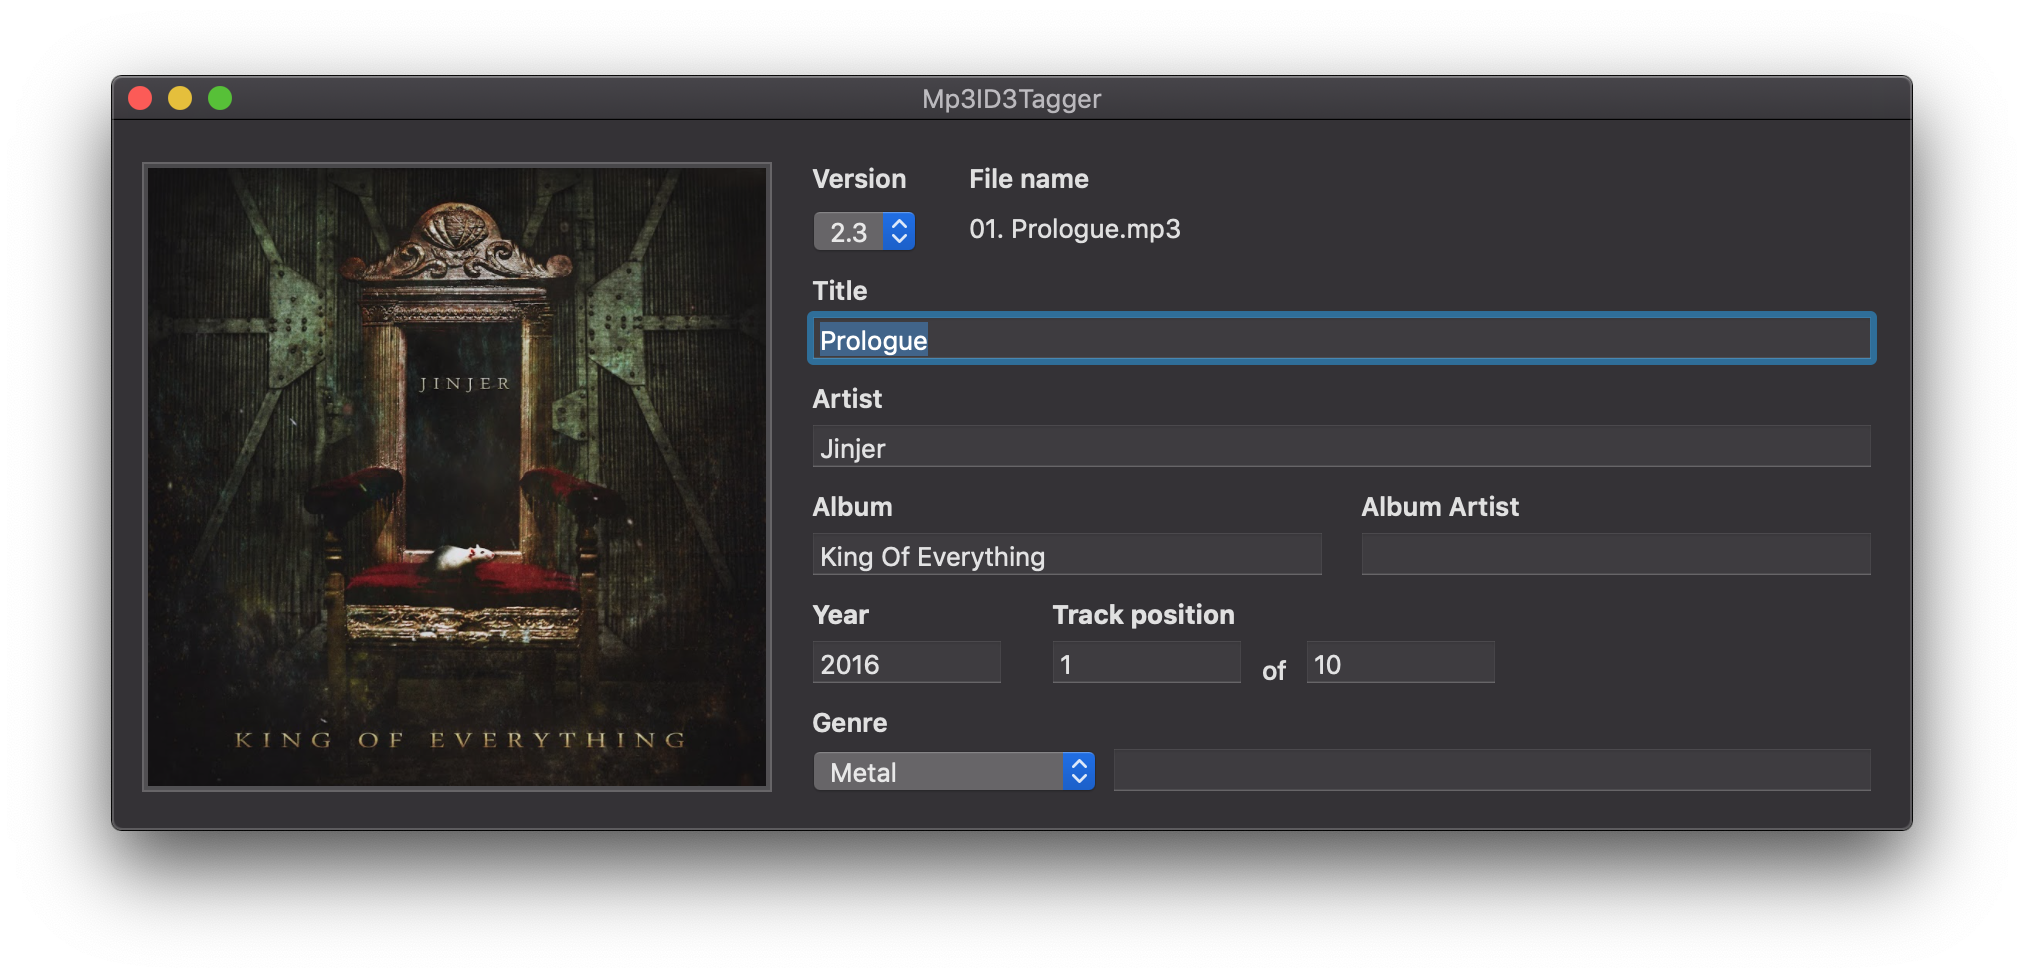 Mp3ID3Tagger
JINJER
KING OF EVERYTHING
Version
File name
2.3
01. Prologue.mp3
Title
Prologue
Artist
Jinjer
Album
Album Artist
King Of Everything
Year
Track position
2016
1 of 10
Genre
Metal